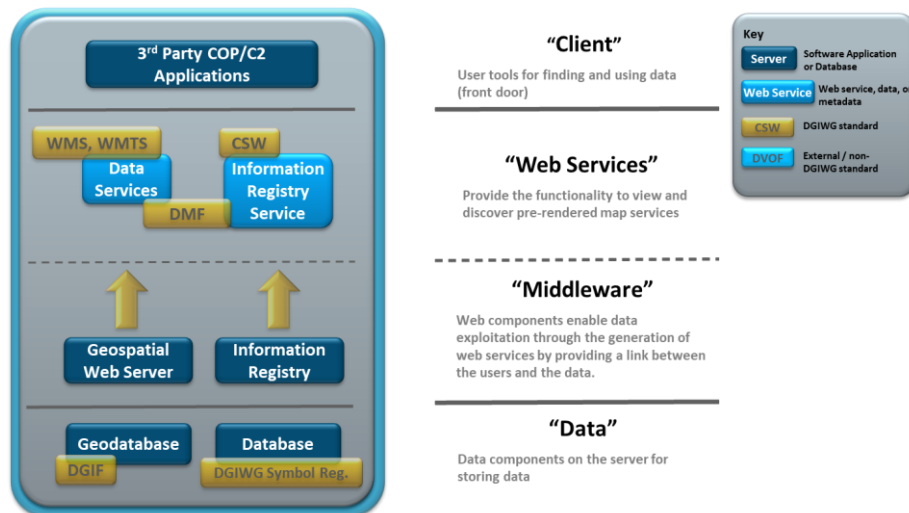 3rd Party COP/C2
Applications
WMS, WMTS
Data
Services
CSW
Information
Registry
Service
DMF
Geospatial
Web Server
Information
Registry
Geodatabase
DGIF
Database
DGIWG Symbol Reg.
“Client”
User tools for finding and using data
(front door)
“Web Services”
Provide the functionality to view and
discover pre-rendered map services
“Middleware”
Web components enable data
exploitation through the generation of
web services by providing a link between
the users and the data.
“Data”
Data components on the server for
storing data
Key
Server
Software Application
or Database
Web Service
Web service, data, or
metadata
CSW
DGIWG standard
DVOF
External / non-
DGIWG standard